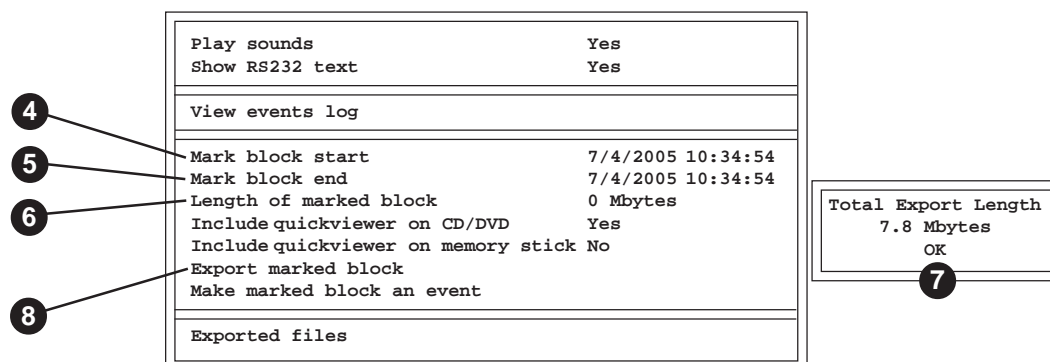 Play sounds Yes
Show RS232 text Yes
View events log
4
Mark block start 7/4/2005 10:34:54
5
Mark block end 7/4/2005 10:34:54
6
Length of marked block 0 Mbytes
Include quickviewer on CD/DVD Yes
Include quickviewer on memory stick No
8
Export marked block
Make marked block an event
Exported files
Total Export Length
7.8 Mbytes
OK
7